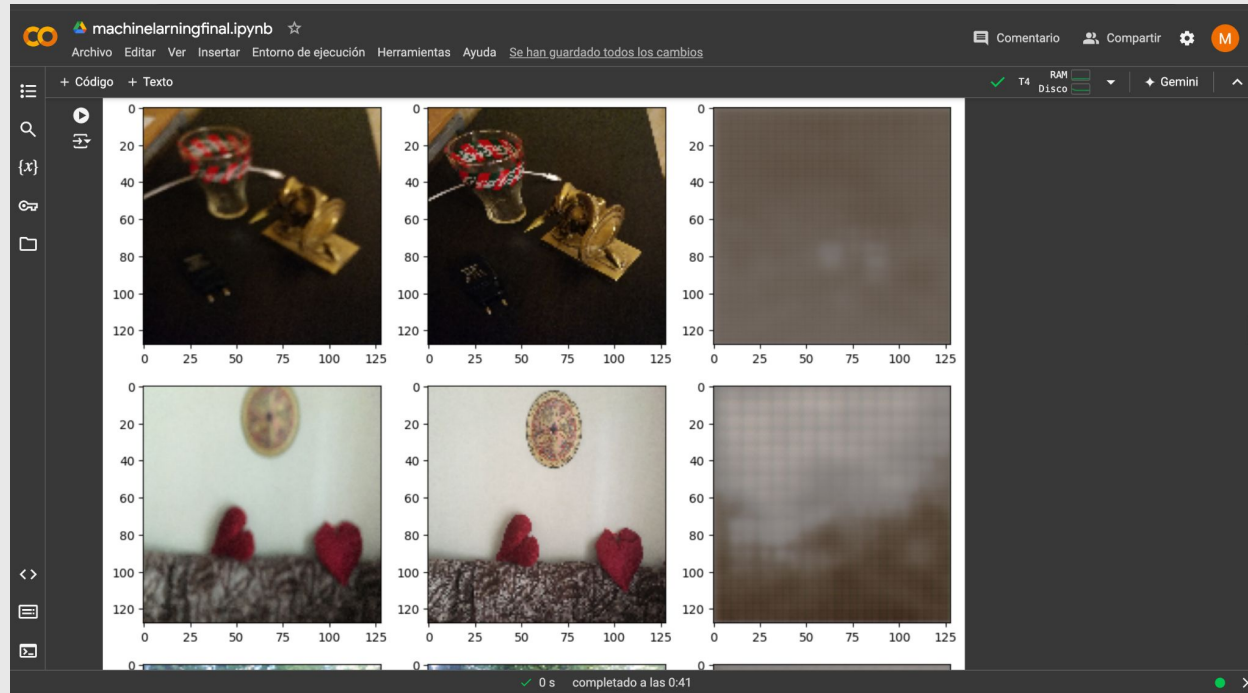 machinelarningfinal.ipynb
Archivo Editar Ver Insertar Entorno de ejecución Herramientas Ayuda Se han guardado todos los cambios
Comentario Compartir M
+ Código + Texto
T4 RAM Disco Gemini
{x}
0 20 40 60 80 100 120
0 25 50 75 100 125
0 20 40 60 80 100 120
0 25 50 75 100 125
0 20 40 60 80 100 120
0 25 50 75 100 125
0 20 40 60 80 100 120
0 25 50 75 100 125
0 20 40 60 80 100 120
0 25 50 75 100 125
0 20 40 60 80 100 120
0 25 50 75 100 125
0 0 0
0 s completado a las 0:41